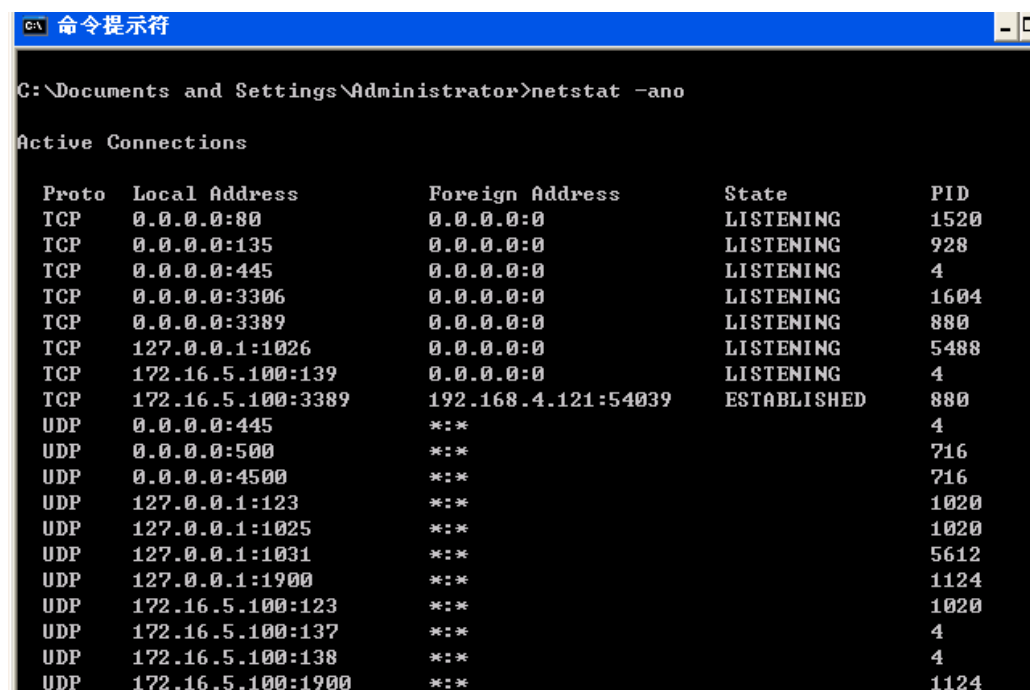 命令提示符
C:\Documents and Settings\Administrator>netstat -ano
Active Connections
Proto Local Address Foreign Address State PID
TCP 0.0.0.0:80 0.0.0.0:0 LISTENING 1520
TCP 0.0.0.0:135 0.0.0.0:0 LISTENING 928
TCP 0.0.0.0:445 0.0.0.0:0 LISTENING 4
TCP 0.0.0.0:3306 0.0.0.0:0 LISTENING 1604
TCP 0.0.0.0:3389 0.0.0.0:0 LISTENING 880
TCP 127.0.0.1:1026 0.0.0.0:0 LISTENING 5488
TCP 172.16.5.100:139 0.0.0.0:0 LISTENING 4
TCP 172.16.5.100:3389 192.168.4.121:54039 ESTABLISHED 880
UDP 0.0.0.0:445 *:* 4
UDP 0.0.0.0:500 *:* 716
UDP 0.0.0.0:4500 *:* 716
UDP 127.0.0.1:123 *:* 1020
UDP 127.0.0.1:1025 *:* 1020
UDP 127.0.0.1:1031 *:* 5612
UDP 127.0.0.1:1900 *:* 1124
UDP 172.16.5.100:123 *:* 1020
UDP 172.16.5.100:137 *:* 4
UDP 172.16.5.100:138 *:* 4
UDP 172.16.5.100:1900 *:* 1124